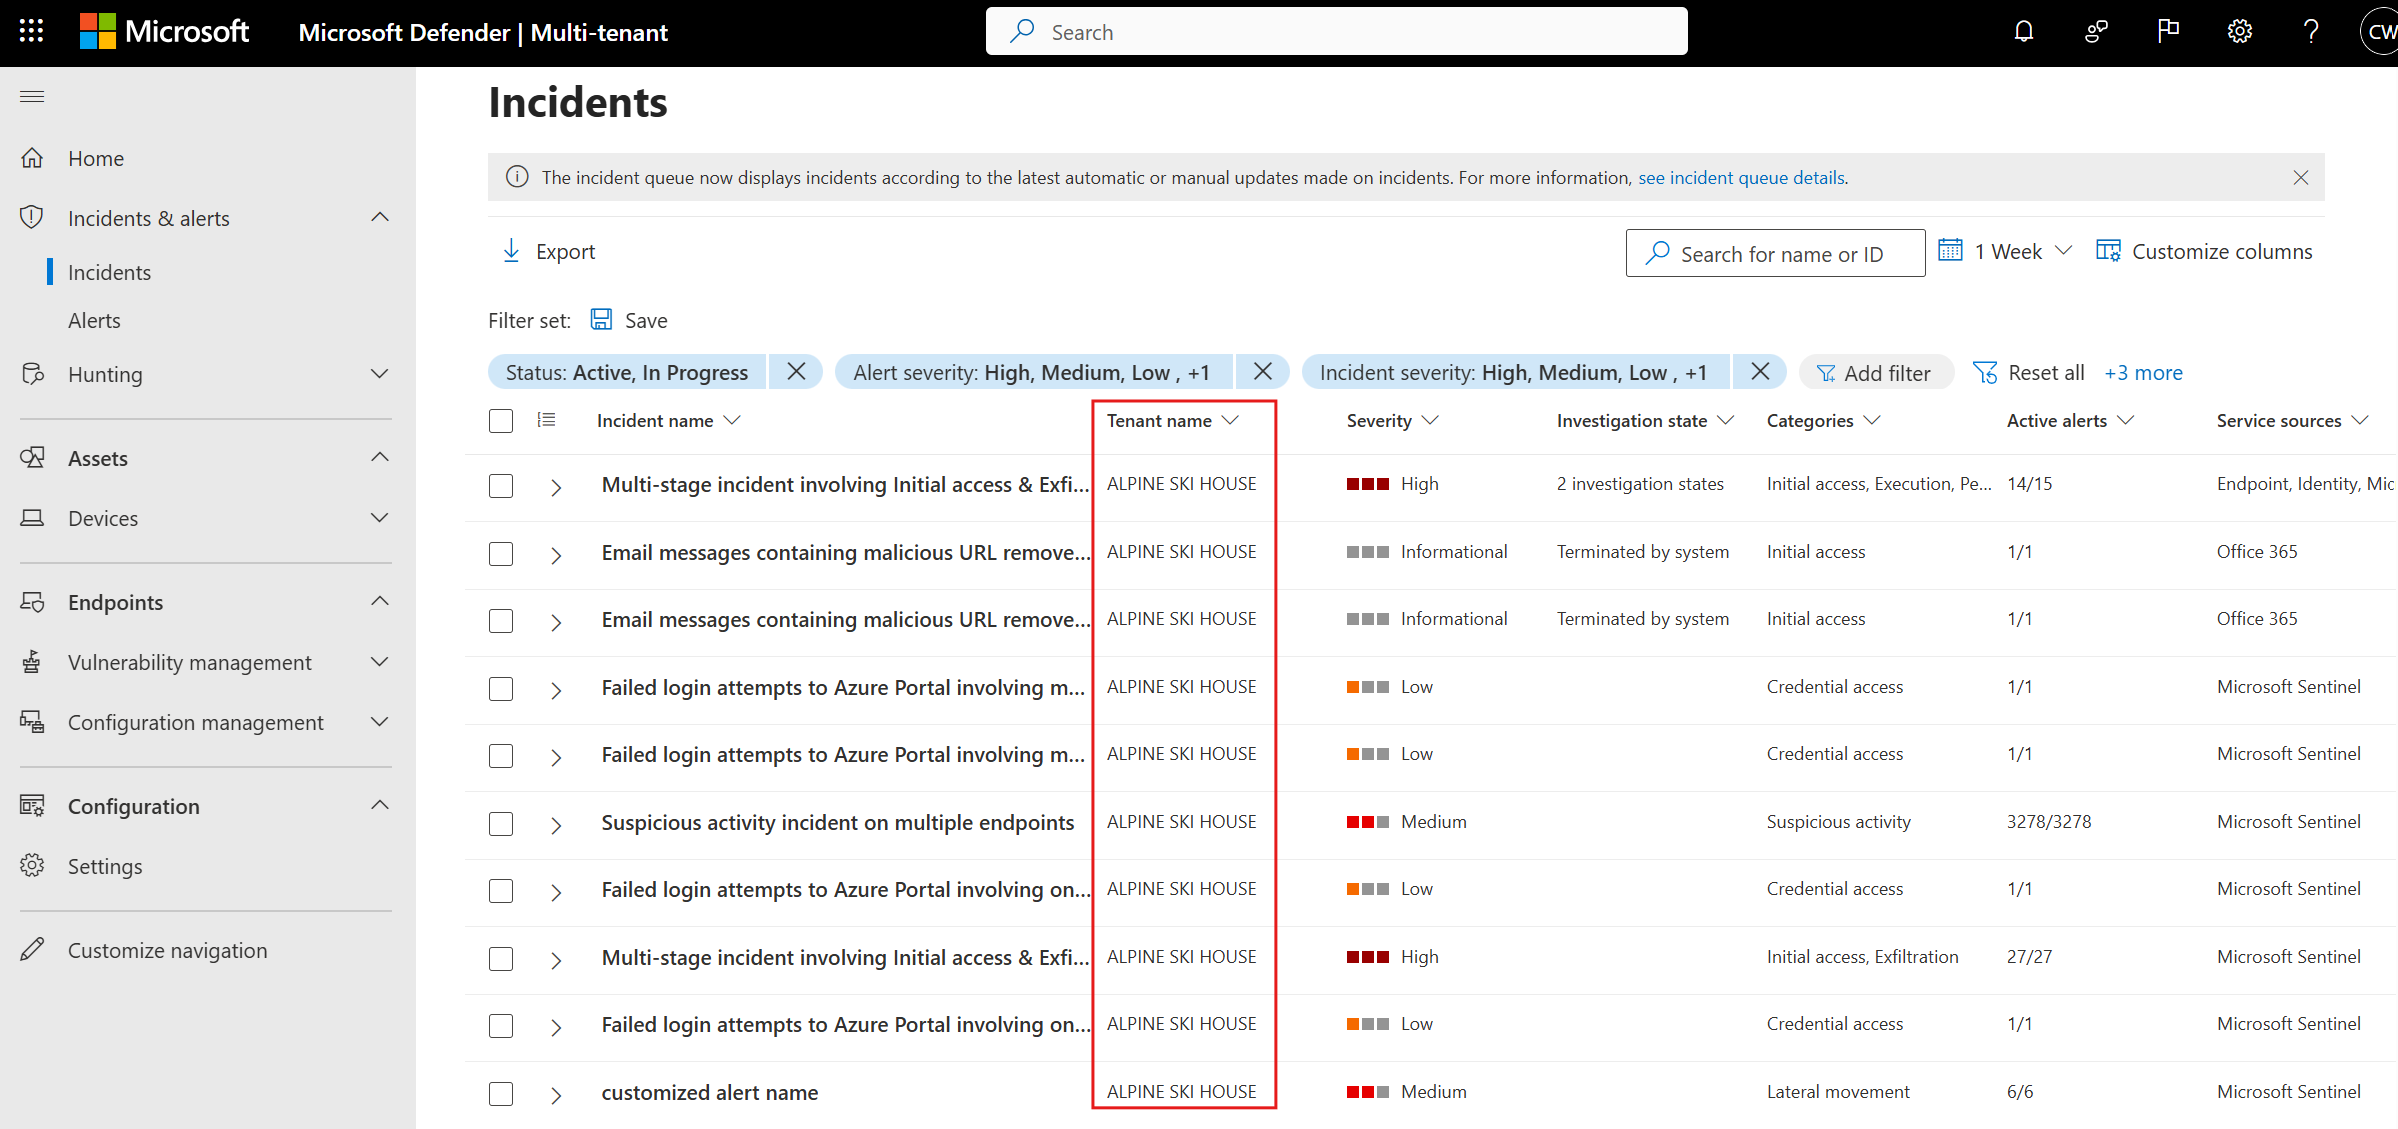 Microsoft Microsoft Defender | Multi-tenant Search CW
Incidents
The incident queue now displays incidents according to the latest automatic or manual updates made on incidents. For more information, see incident queue details.
Home
Incidents & alerts
Incidents
Alerts
Hunting
Assets
Devices
Endpoints
Vulnerability management
Configuration management
Configuration
Settings
Customize navigation
Export Search for name or ID 1 Week Customize columns
Filter set: Save
Status: Active, In Progress Alert severity: High, Medium, Low , +1 Incident severity: High, Medium, Low , +1 Add filter Reset all +3 more
Incident name Tenant name Severity Investigation state Categories Active alerts Service sources
Multi-stage incident involving Initial access & Exfi... ALPINE SKI HOUSE High 2 investigation states Initial access, Execution, Pe... 14/15 Endpoint, Identity, Mic
Email messages containing malicious URL remove... ALPINE SKI HOUSE Informational Terminated by system Initial access 1/1 Office 365
Email messages containing malicious URL remove... ALPINE SKI HOUSE Informational Terminated by system Initial access 1/1 Office 365
Failed login attempts to Azure Portal involving m... ALPINE SKI HOUSE Low Credential access 1/1 Microsoft Sentinel
Failed login attempts to Azure Portal involving m... ALPINE SKI HOUSE Low Credential access 1/1 Microsoft Sentinel
Suspicious activity incident on multiple endpoints ALPINE SKI HOUSE Medium Suspicious activity 3278/3278 Microsoft Sentinel
Failed login attempts to Azure Portal involving on... ALPINE SKI HOUSE Low Credential access 1/1 Microsoft Sentinel
Multi-stage incident involving Initial access & Exfi... ALPINE SKI HOUSE High Initial access, Exfiltration 27/27 Microsoft Sentinel
Failed login attempts to Azure Portal involving on... ALPINE SKI HOUSE Low Credential access 1/1 Microsoft Sentinel
customized alert name ALPINE SKI HOUSE Medium Lateral movement 6/6 Microsoft Sentinel